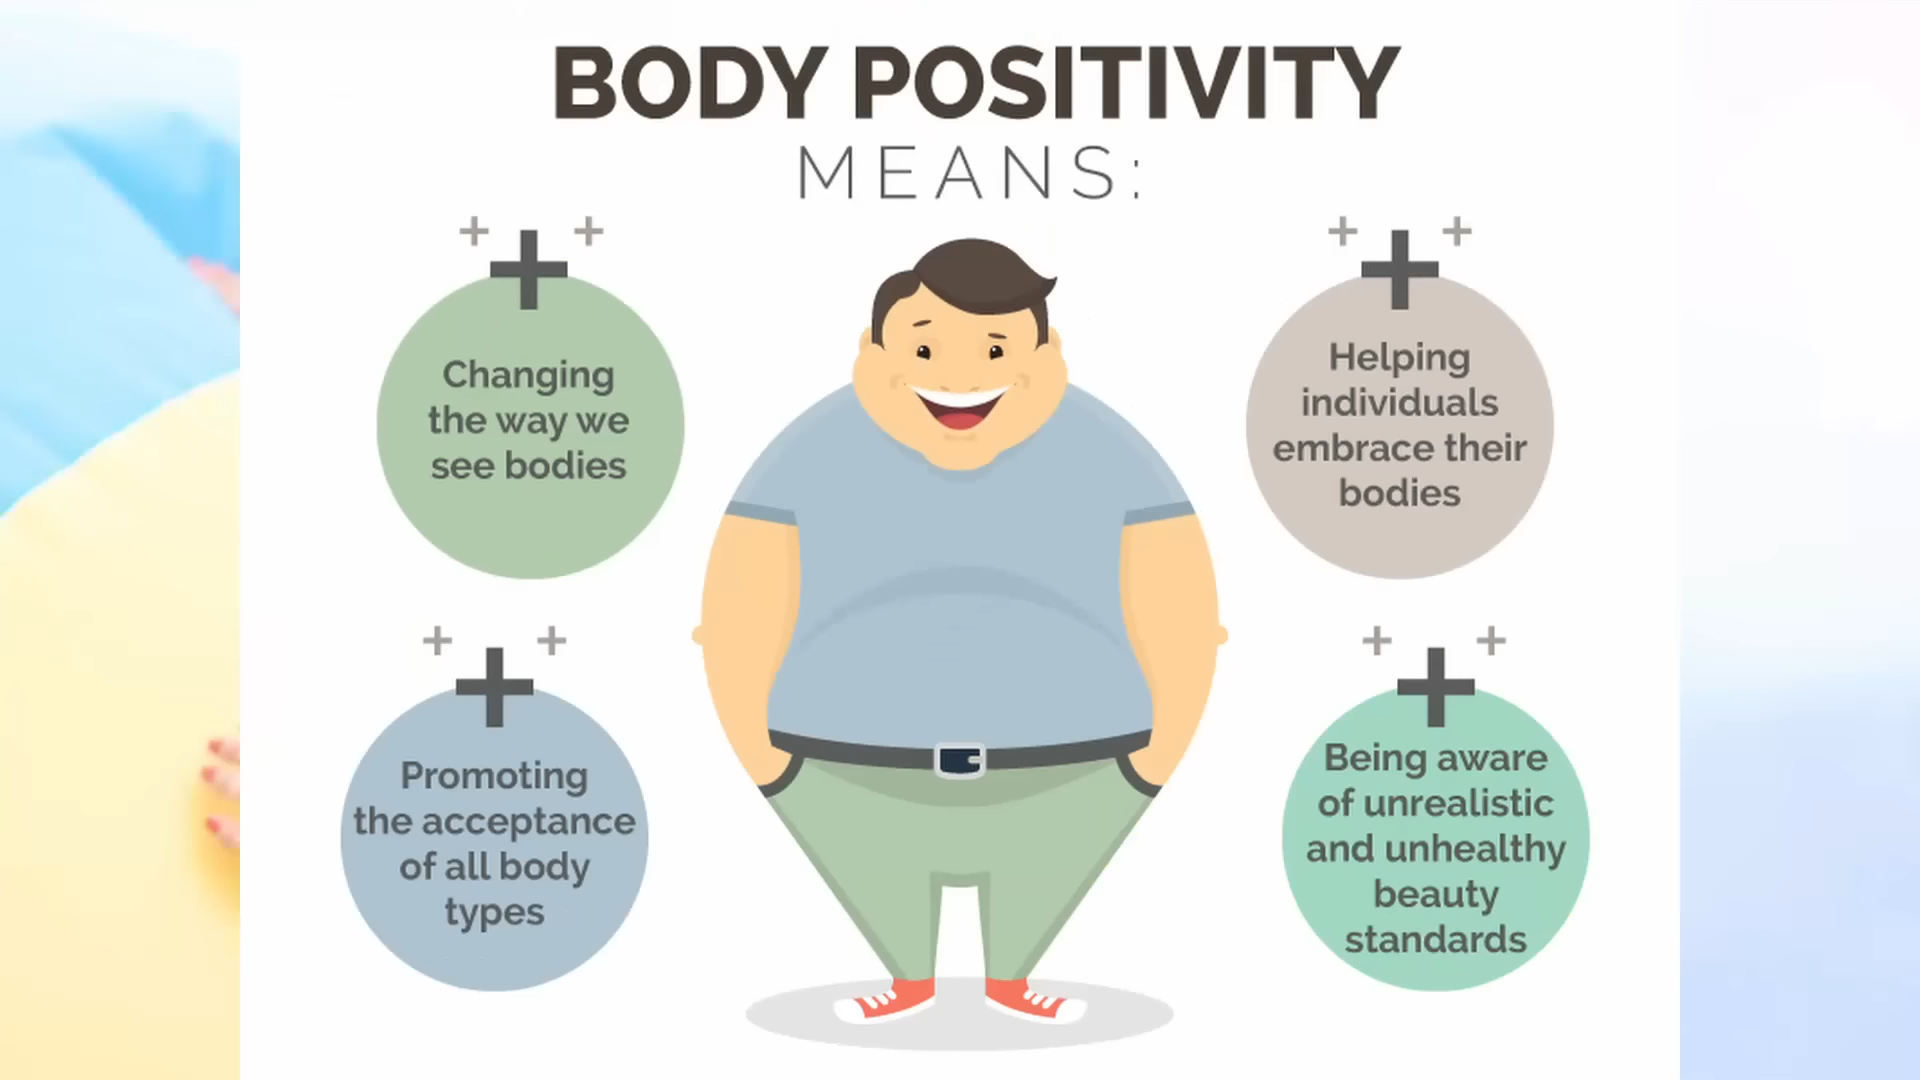 BODY POSITIVITY
MEANS:
Changing
the way we
see bodies
Helping
individuals
embrace their
bodies
Promoting
the acceptance
of all body
types
Being aware
of unrealistic
and unhealthy
beauty
standards